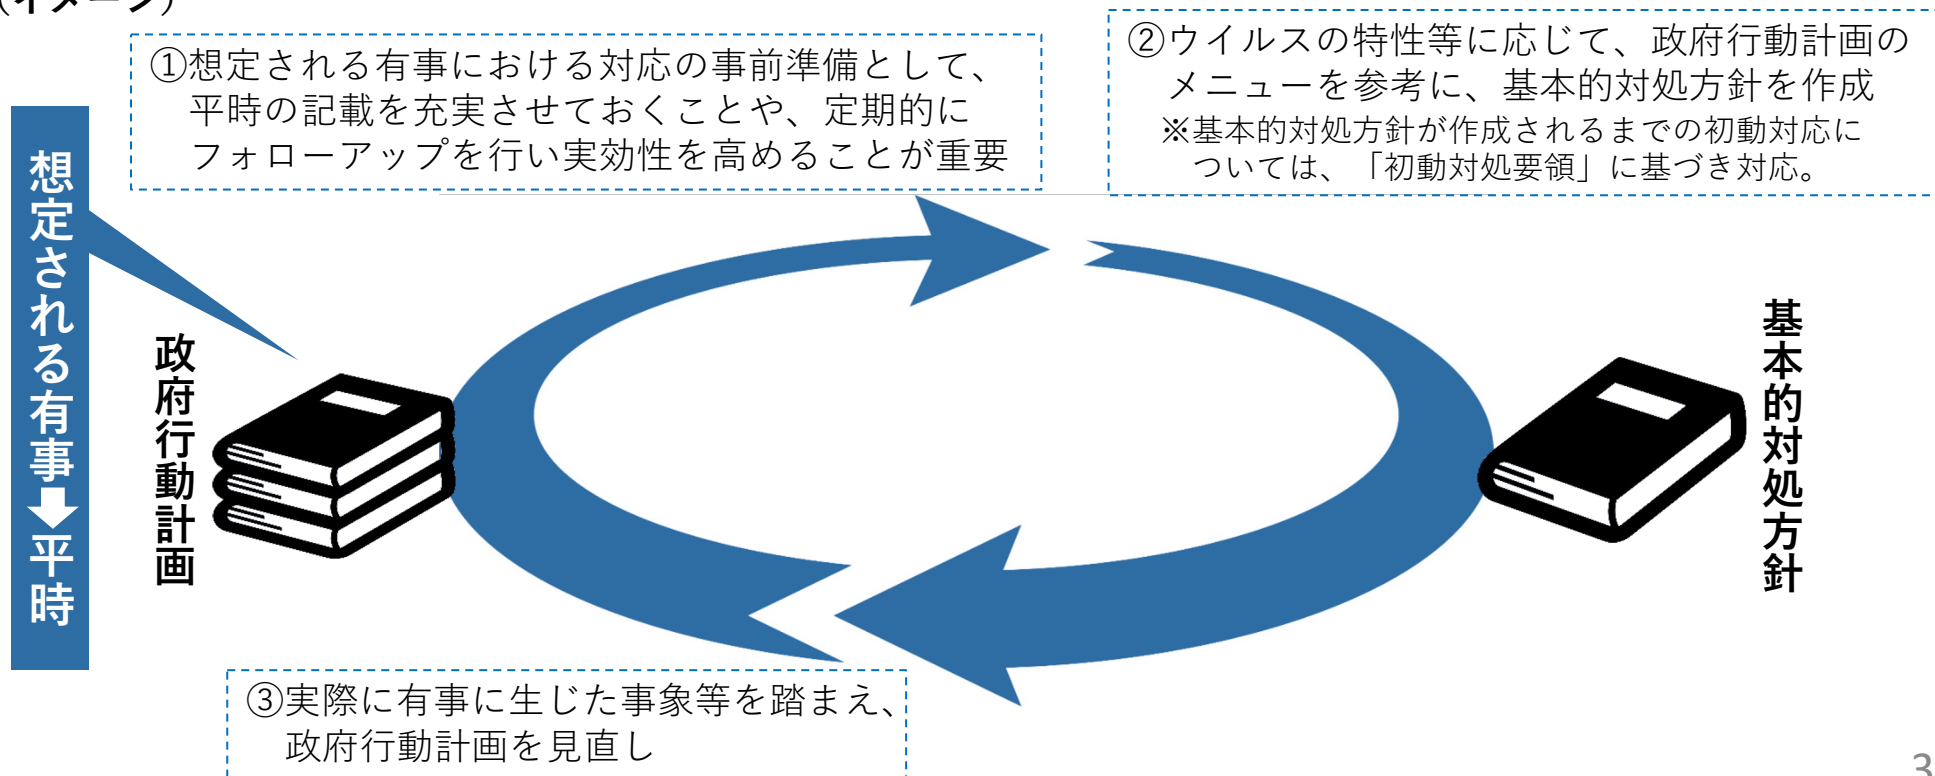 （イメージ）
①想定される有事における対応の事前準備として、
平時の記載を充実させておくことや、定期的に
フォローアップを行い実効性を高めることが重要
②ウイルスの特性等に応じて、政府行動計画の
メニューを参考に、基本的対処方針を作成
※基本的対処方針が作成されるまでの初動対応に
ついては、「初動対処要領」に基づき対応。
想定される有事➡平時
政府行動計画
基本的対処方針
③実際に有事に生じた事象等を踏まえ、
政府行動計画を見直し
3